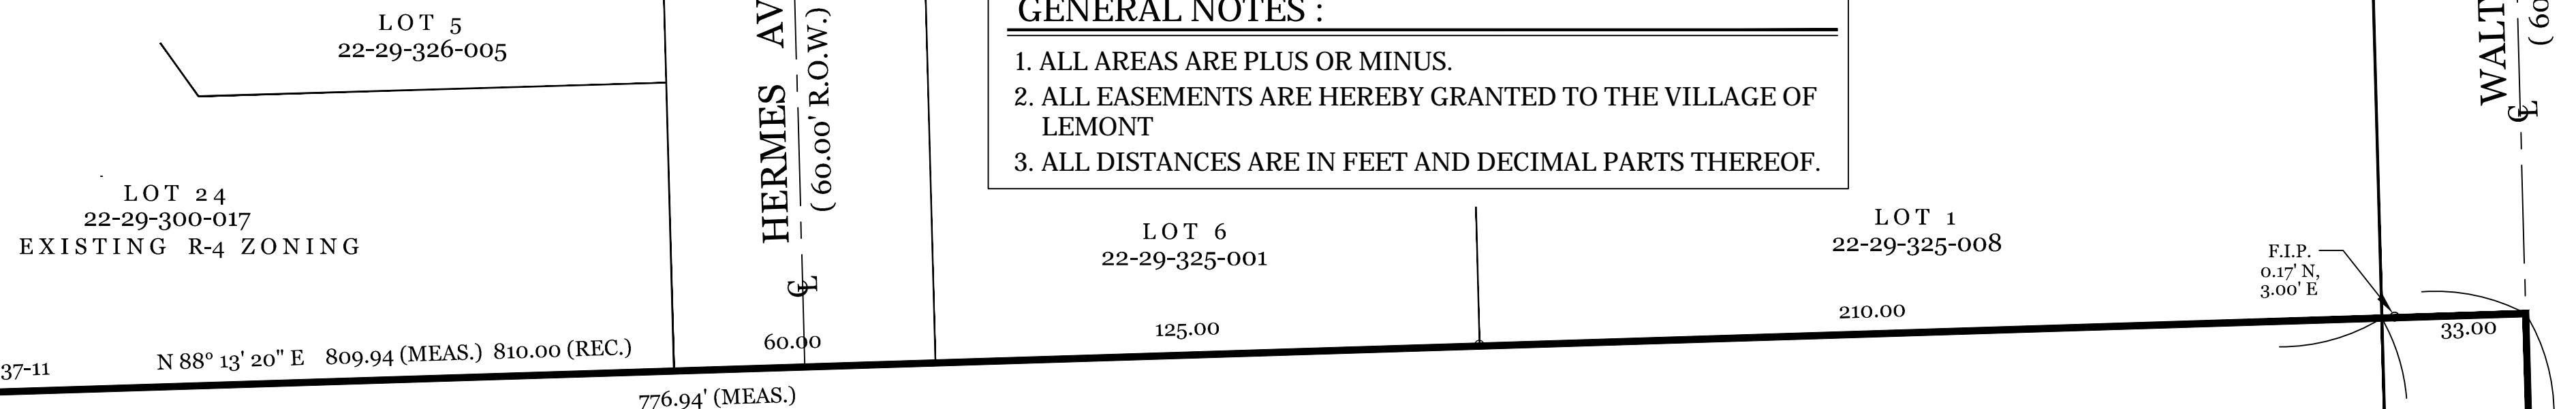 LOT 5
22-29-326-005
LOT 24
22-29-300-017
EXISTING R-4 ZONING
37-11
N 88° 13' 20" E 809.94 (MEAS.) 810.00 (REC.)
776.94' (MEAS.)
HERMES AV
(60.00' R.O.W.)
℄
60.00
GENERAL NOTES :
1. ALL AREAS ARE PLUS OR MINUS.
2. ALL EASEMENTS ARE HEREBY GRANTED TO THE VILLAGE OF
LEMONT
3. ALL DISTANCES ARE IN FEET AND DECIMAL PARTS THEREOF.
LOT 6
22-29-325-001
125.00
LOT 1
22-29-325-008
210.00
F.I.P.
0.17' N,
3.00' E
33.00
WALT
℄